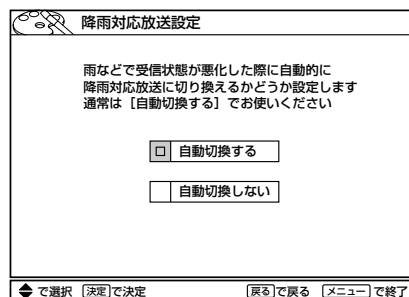 降雨対応放送設定
雨などで受信状態が悪化した際に自動的に
降雨対応放送に切り換えるかどうか設定します
通常は［自動切換する］でお使いください
自動切換する
自動切換しない
で選択 決定で決定 戻るで戻る メニューで終了